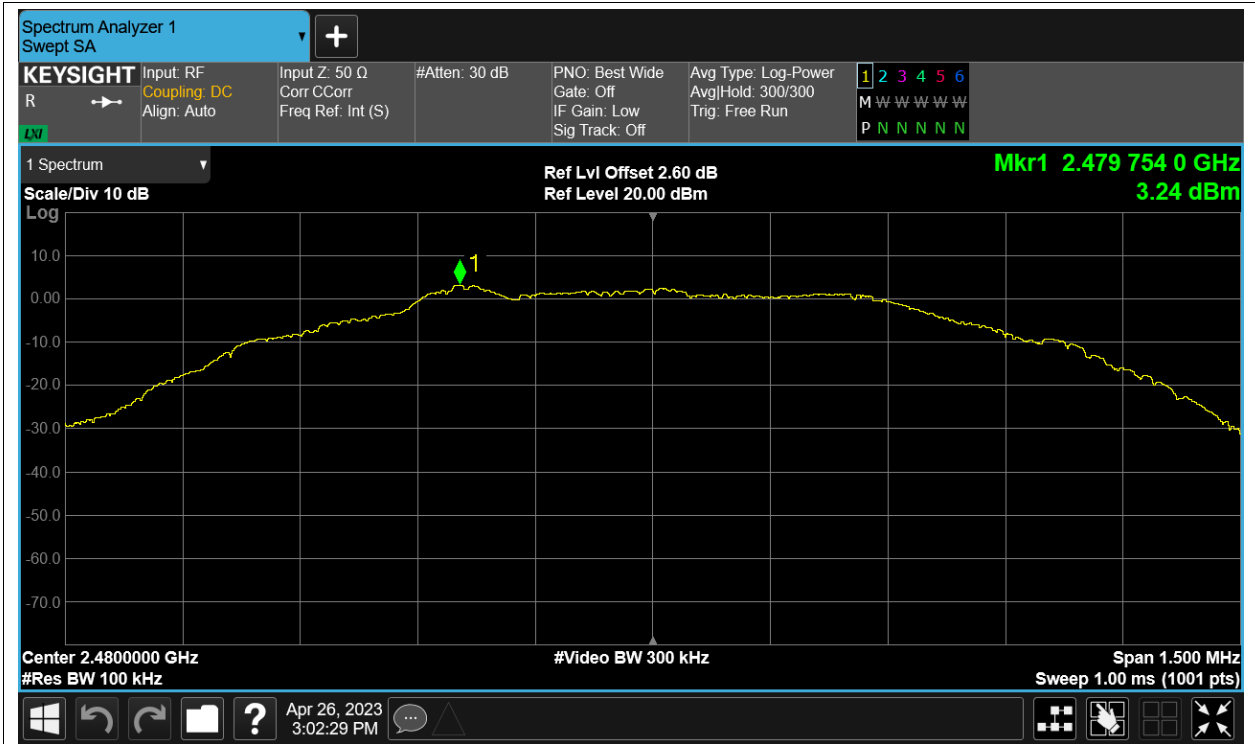 Spectrum Analyzer 1
Swept SA
+
KEYSIGHT
R
LXI
Input: RF
Coupling: DC
Align: Auto
Input Z: 50 Ω
Corr CCorr
Freq Ref: Int (S)
#Atten: 30 dB
PNO: Best Wide
Gate: Off
IF Gain: Low
Sig Track: Off
Avg Type: Log-Power
Avg|Hold: 300/300
Trig: Free Run
1 2 3 4 5 6
M W W W W W
P N N N N N
1 Spectrum
Scale/Div 10 dB
Log
Ref Lvl Offset 2.60 dB
Ref Level 20.00 dBm
Mkr1 2.479 754 0 GHz
3.24 dBm
1
10.0
0.00
-10.0
-20.0
-30.0
-40.0
-50.0
-60.0
-70.0
Center 2.4800000 GHz
#Res BW 100 kHz
#Video BW 300 kHz
Span 1.500 MHz
Sweep 1.00 ms (1001 pts)
?
Apr 26, 2023
3:02:29 PM